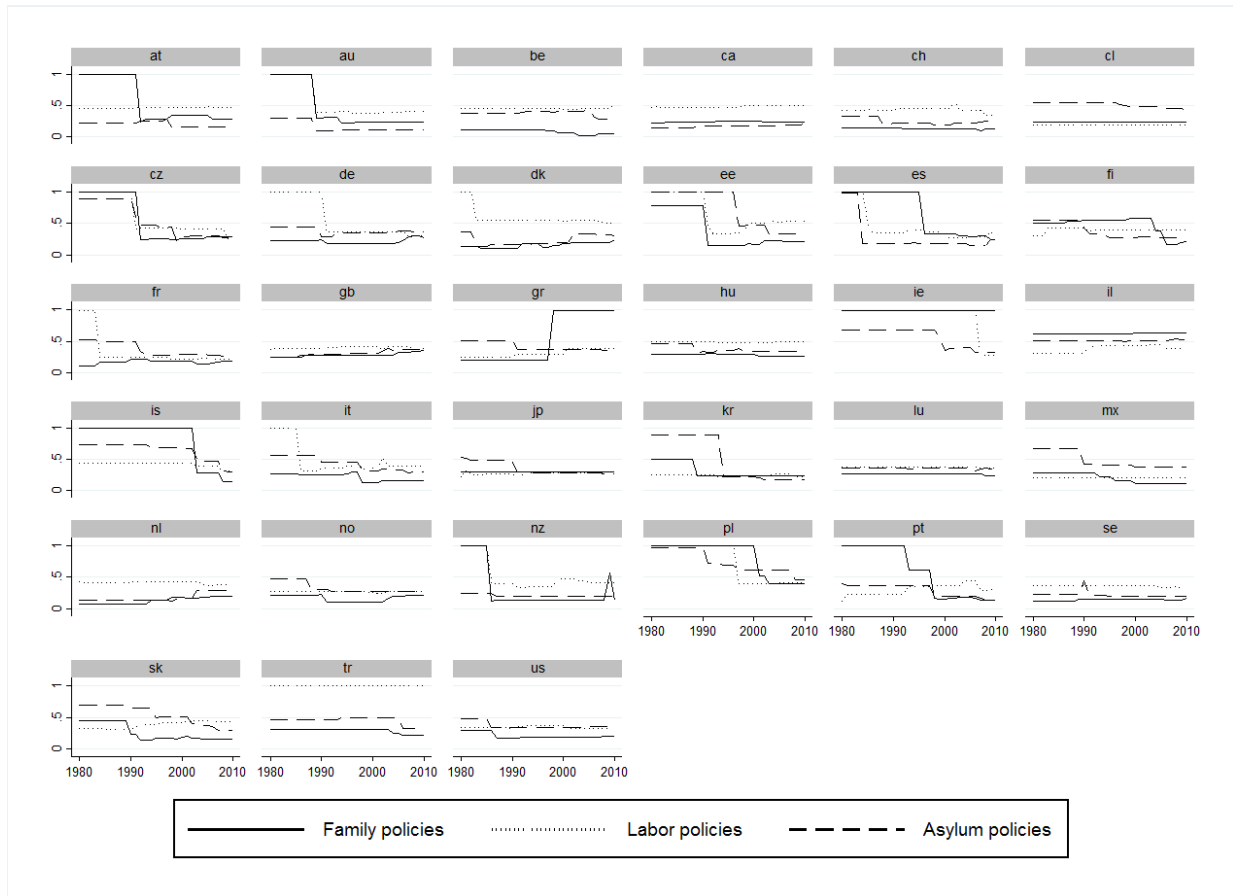 at au be ca ch cl
1
.5
0
cz de dk ee es fi
1
.5
0
fr gb gr hu ie il
1
.5
0
is it jp kr lu mx
1
.5
0
nl no nz pl pt se
1
.5
0
1980 1990 2000 2010 1980 1990 2000 2010 1980 1990 2000 2010
sk tr us
1
.5
0
1980 1990 2000 2010 1980 1990 2000 2010 1980 1990 2000 2010
Family policies Labor policies Asylum policies